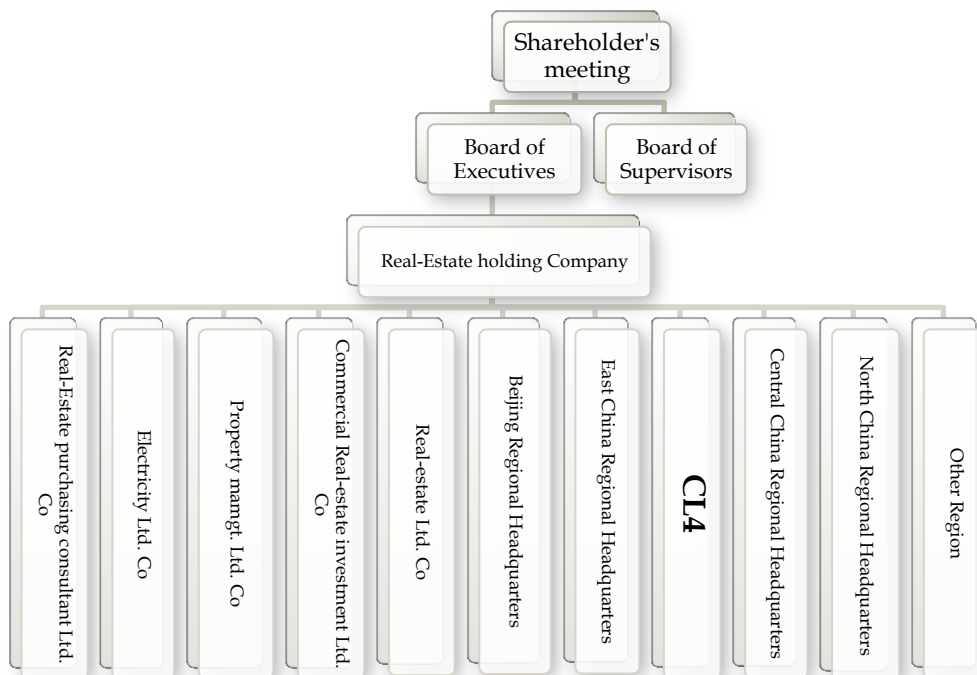 Shareholder's
meeting
Board of
Executives
Board of
Supervisors
Real-Estate holding Company
Real-Estate purchasing consultant Ltd.
Co
Electricity Ltd. Co
Property mamgt. Ltd. Co
Commercial Real-estate investment Ltd.
Co
Real-estate Ltd. Co
Beijing Regional Headquarters
East China Regional Headquarters
CL4
Central China Regional Headquarters
North China Regional Headquarters
Other Region